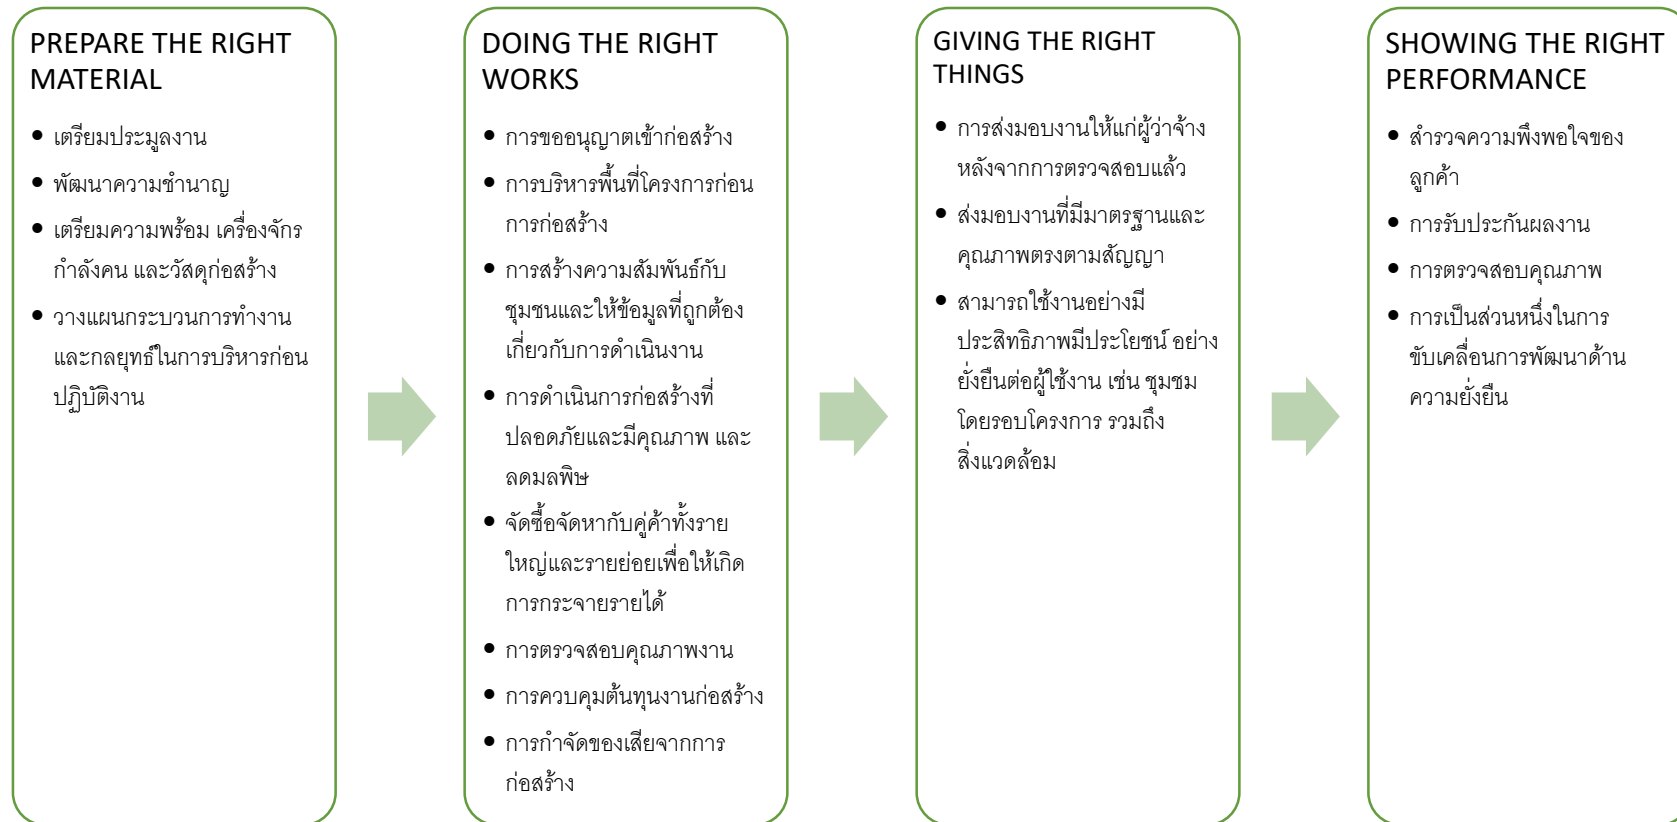 PREPARE THE RIGHT
MATERIAL
● เตรียมประมูลงาน
● พัฒนาความชำนาญ
● เตรียมความพร้อม เครื่องจักร
กำลังคน และวัสดุก่อสร้าง
● วางแผนกระบวนการทำงาน
และกลยุทธ์ในการบริหารก่อน
ปฏิบัติงาน
DOING THE RIGHT
WORKS
● การขออนุญาตเข้าก่อสร้าง
● การบริหารพื้นที่โครงการก่อน
การก่อสร้าง
● การสร้างความสัมพันธ์กับ
ชุมชนและให้ข้อมูลที่ถูกต้อง
เกี่ยวกับการดำเนินงาน
● การดำเนินการก่อสร้างที่
ปลอดภัยและมีคุณภาพ และ
ลดมลพิษ
● จัดซื้อจัดหากับคู่ค้าทั้งราย
ใหญ่และรายย่อยเพื่อให้เกิด
การกระจายรายได้
● การตรวจสอบคุณภาพงาน
● การควบคุมต้นทุนงานก่อสร้าง
● การกำจัดของเสียจากการ
ก่อสร้าง
GIVING THE RIGHT
THINGS
● การส่งมอบงานให้แก่ผู้ว่าจ้าง
หลังจากการตรวจสอบแล้ว
● ส่งมอบงานที่มีมาตรฐานและ
คุณภาพตรงตามสัญญา
● สามารถใช้งานอย่างมี
ประสิทธิภาพมีประโยชน์ อย่าง
ยั่งยืนต่อผู้ใช้งาน เช่น ชุมชม
โดยรอบโครงการ รวมถึง
สิ่งแวดล้อม
SHOWING THE RIGHT
PERFORMANCE
● สำรวจความพึงพอใจของ
ลูกค้า
● การรับประกันผลงาน
● การตรวจสอบคุณภาพ
● การเป็นส่วนหนึ่งในการ
ขับเคลื่อนการพัฒนาด้าน
ความยั่งยืน